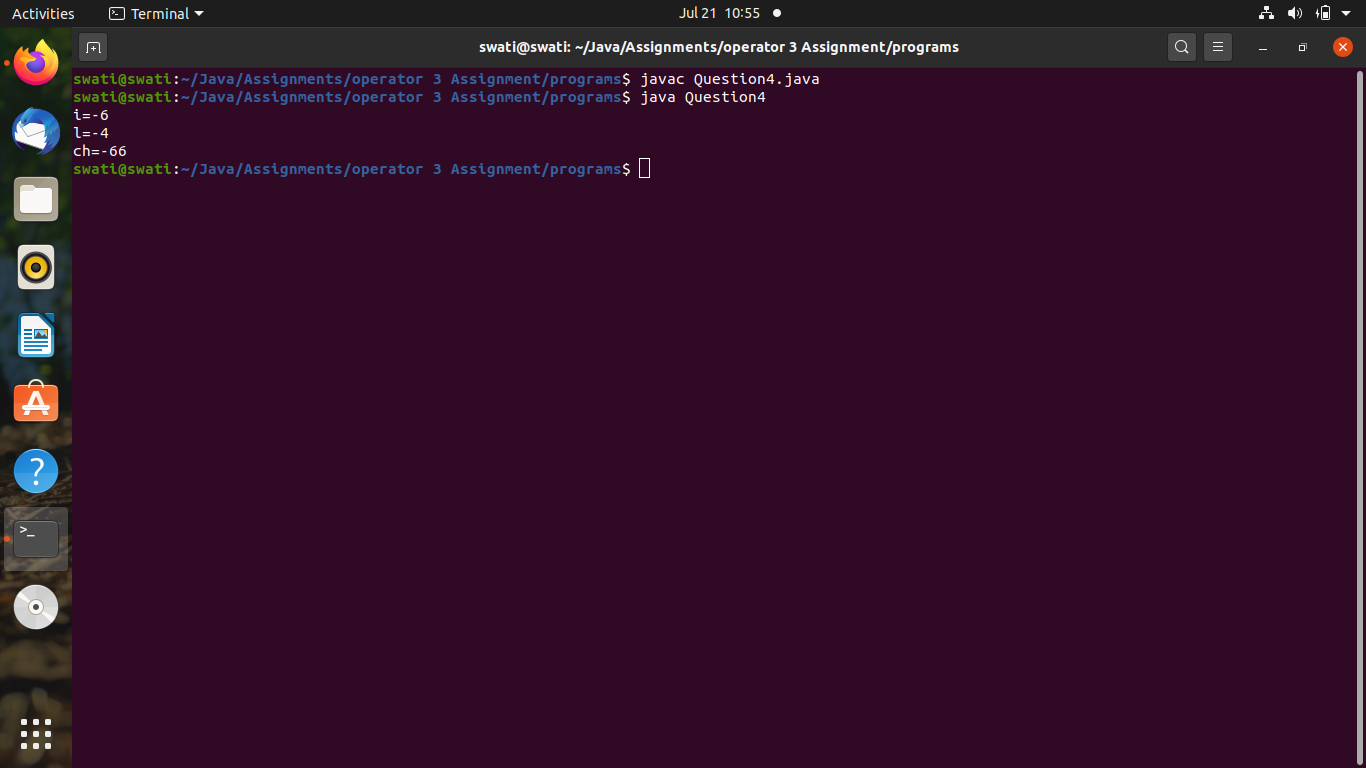 Activities Terminal Jul 21 10:55
swati@swati: ~/Java/Assignments/operator 3 Assignment/programs
swati@swati:~/Java/Assignments/operator 3 Assignment/programs$ javac Question4.java
swati@swati:~/Java/Assignments/operator 3 Assignment/programs$ java Question4
i=-6
l=-4
ch=-66
swati@swati:~/Java/Assignments/operator 3 Assignment/programs$